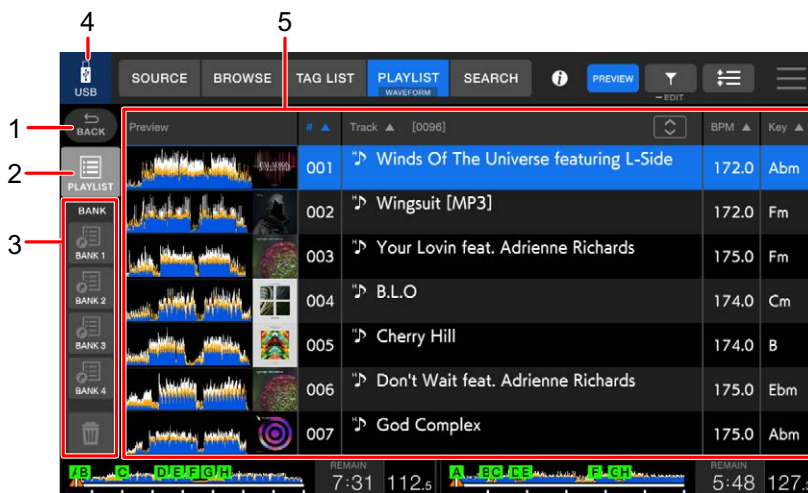 4 5
USB SOURCE BROWSE TAG LIST PLAYLIST WAVEFORM SEARCH i PREVIEW — EDIT
1 BACK Preview # ▲ Track ▲ [0096] BPM ▲ Key ▲
2 PLAYLIST 001 Winds Of The Universe featuring L-Side 172.0 Abm
3 BANK 002 Wingsuit [MP3] 172.0 Fm
BANK 1 003 Your Lovin feat. Adrienne Richards 175.0 Fm
BANK 2 004 B.L.O 174.0 Cm
BANK 3 005 Cherry Hill 174.0 B
BANK 4 006 Don't Wait feat. Adrienne Richards 175.0 Ebm
007 God Complex 175.0 Abm
A B C D E F G H REMAIN 7:31 112.5 A B C D E F G H REMAIN 5:48 127.